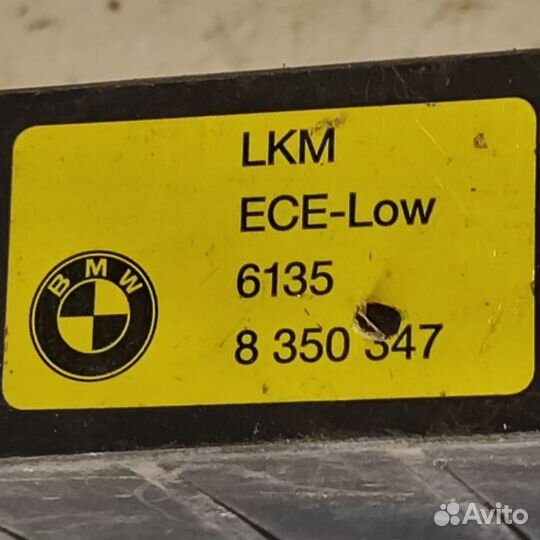 LKM
ECE-Low
6135
8 350 347
BMW
Avito